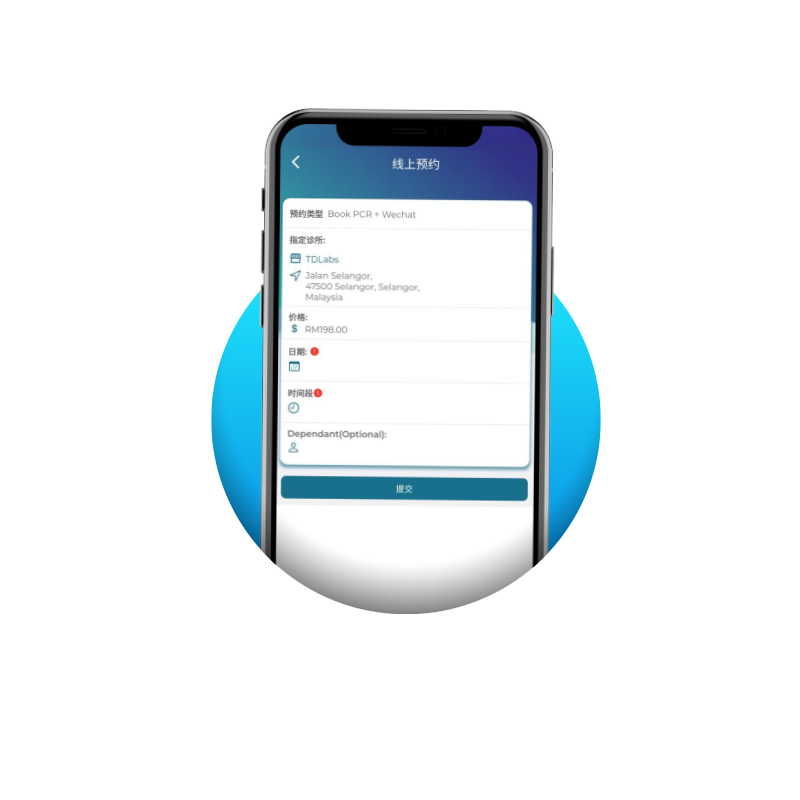 线上预约
预约类型 Book PCR + Wechat
指定诊所:
TDLabs
Jalan Selangor,
47500 Selangor, Selangor,
Malaysia
价格:
$ RM198.00
日期: !
时间段!
Dependant(Optional):
提交